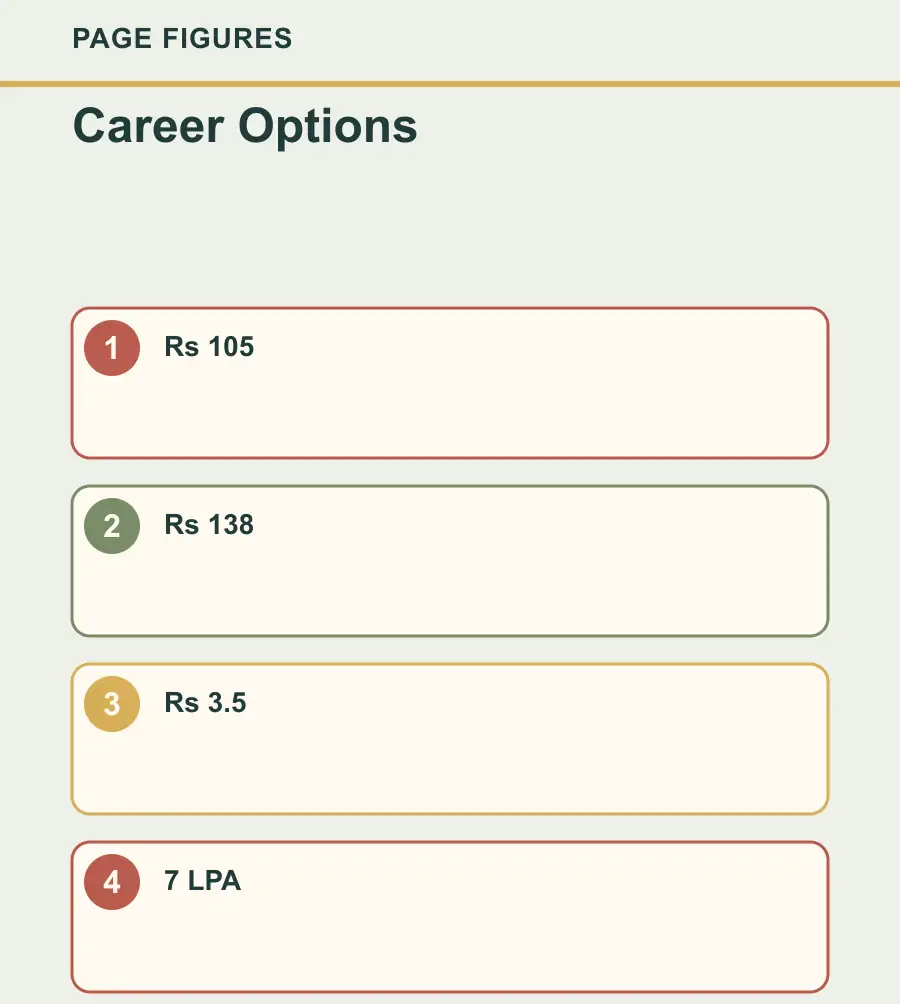 PAGE FIGURES
Career Options
1 Rs 105
2 Rs 138
3 Rs 3.5
4 7 LPA